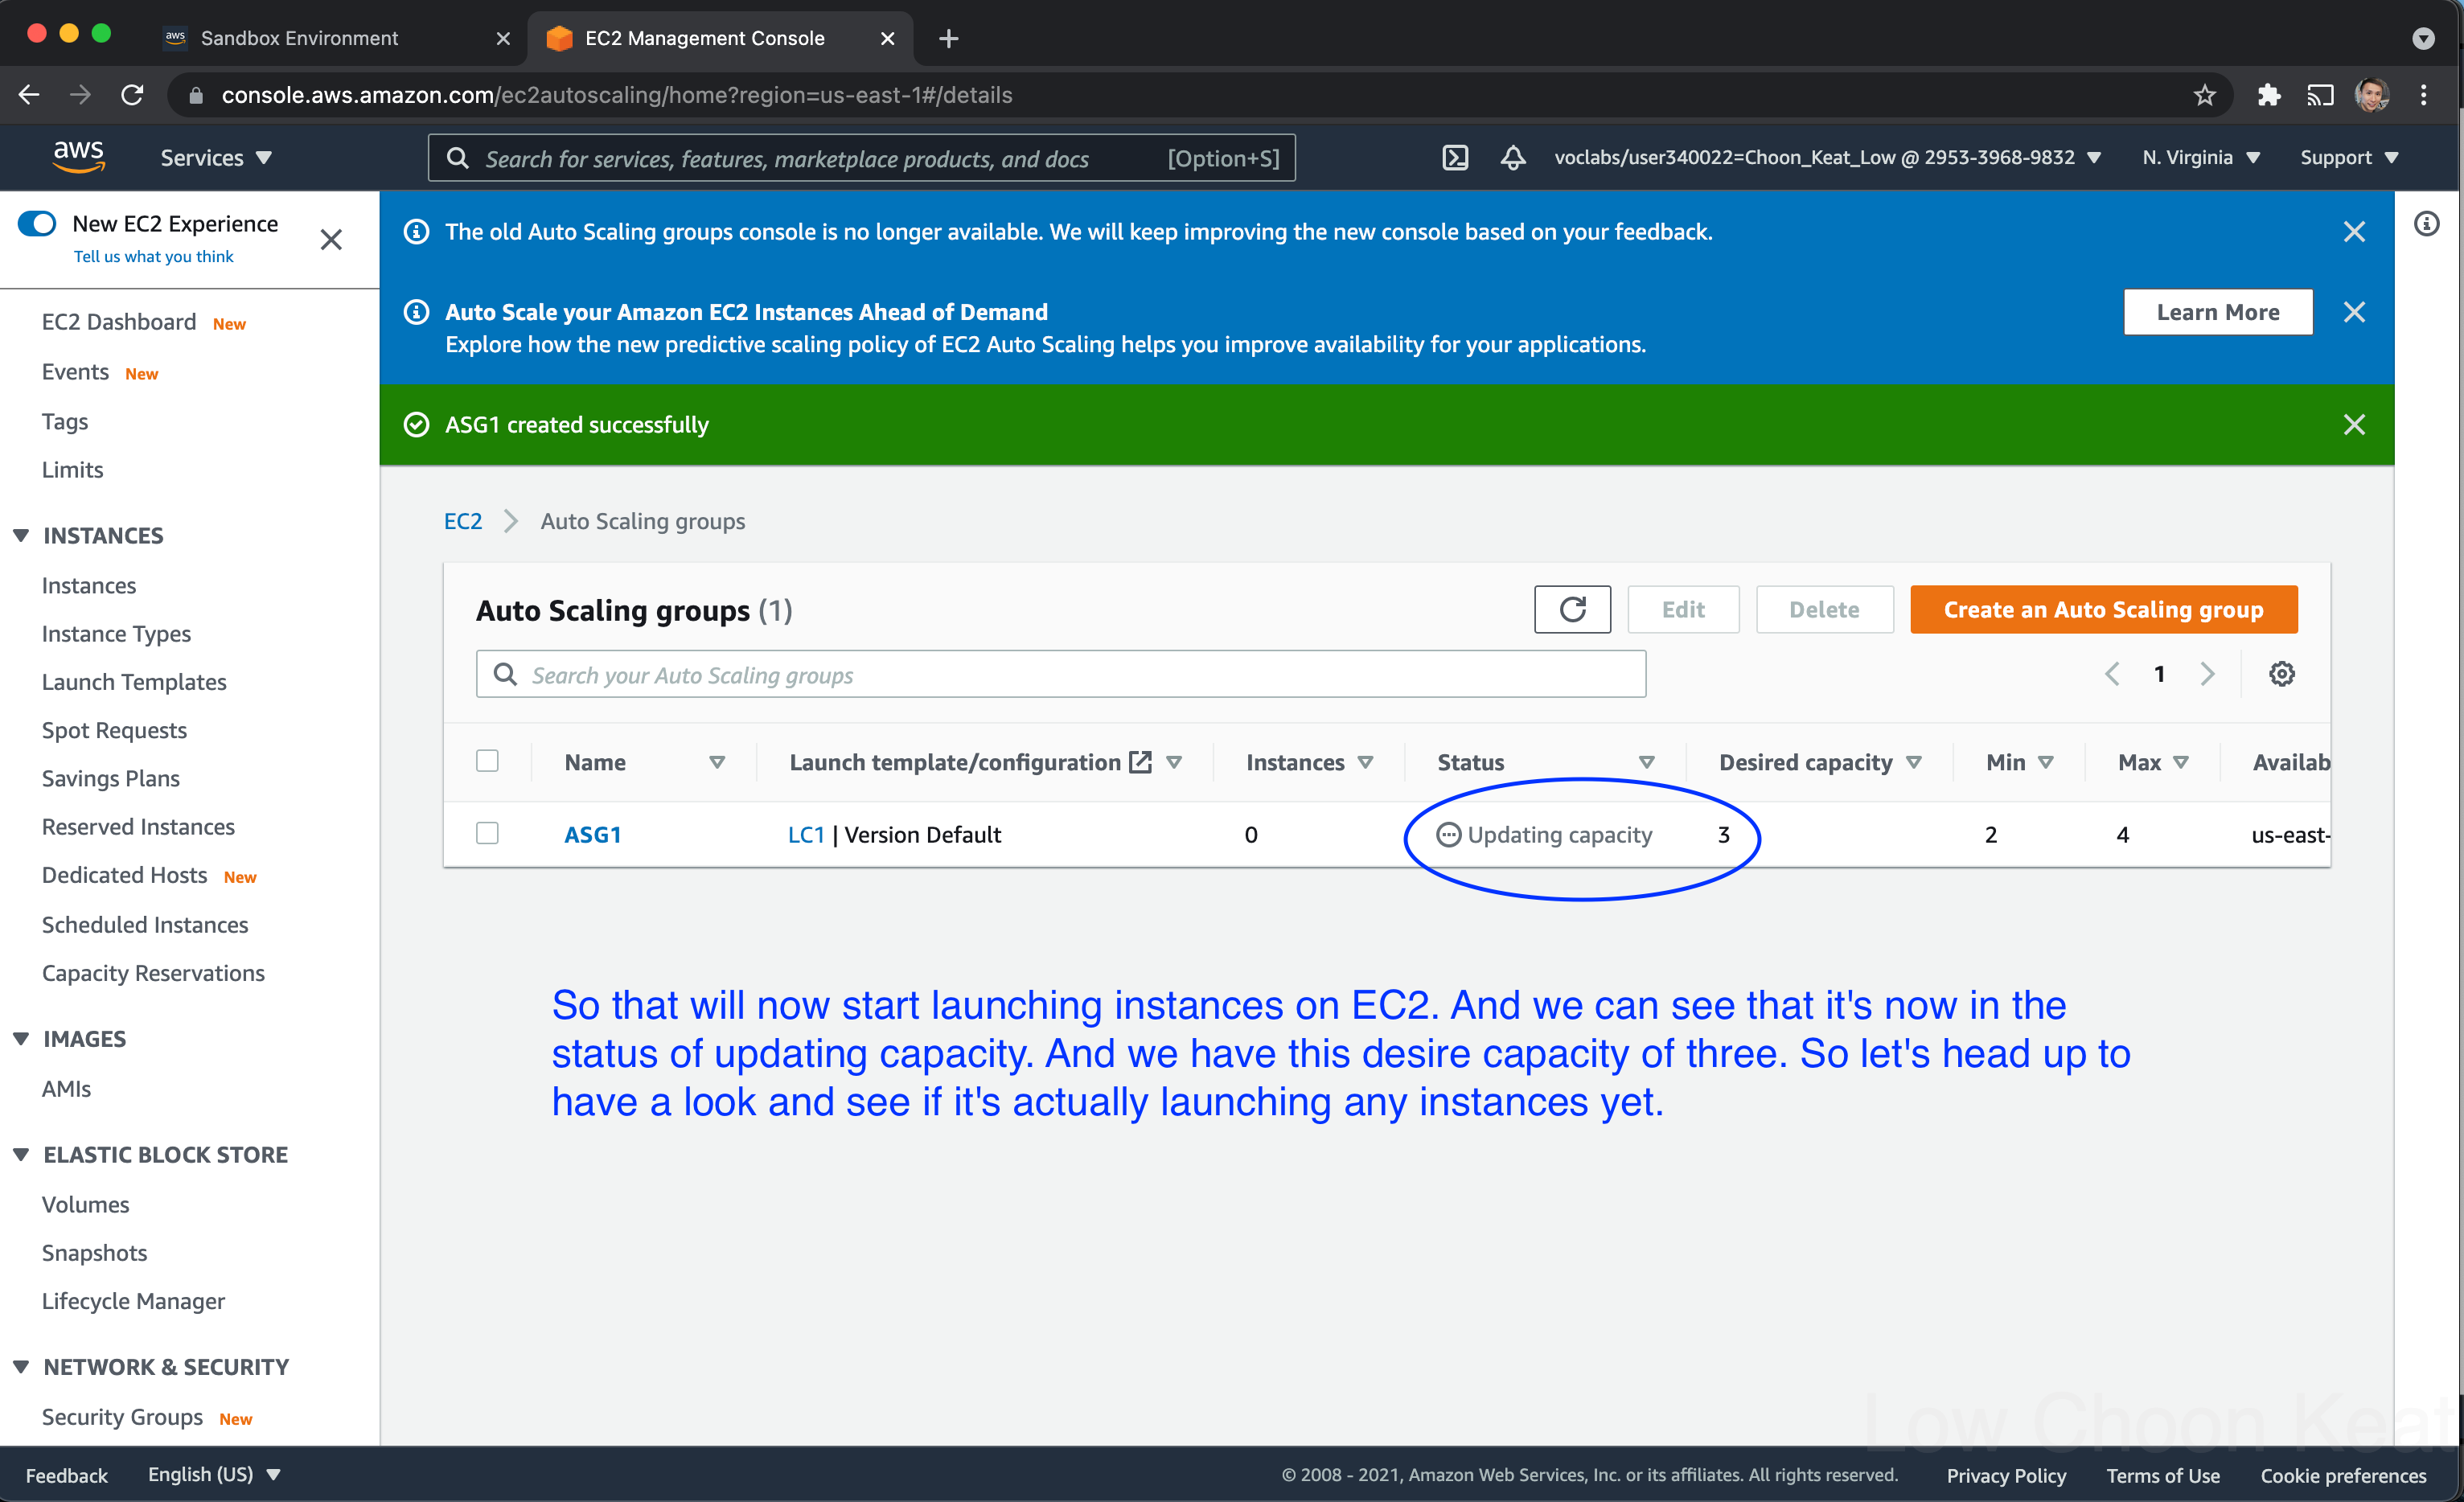 aws Sandbox Environment
EC2 Management Console
console.aws.amazon.com/ec2autoscaling/home?region=us-east-1#/details
aws Services
Search for services, features, marketplace products, and docs [Option+S]
voclabs/user340022=Choon_Keat_Low @ 2953-3968-9832 N. Virginia Support
New EC2 Experience
Tell us what you think
EC2 Dashboard New
Events New
Tags
Limits
INSTANCES
Instances
Instance Types
Launch Templates
Spot Requests
Savings Plans
Reserved Instances
Dedicated Hosts New
Scheduled Instances
Capacity Reservations
IMAGES
AMIs
ELASTIC BLOCK STORE
Volumes
Snapshots
Lifecycle Manager
NETWORK & SECURITY
Security Groups New
The old Auto Scaling groups console is no longer available. We will keep improving the new console based on your feedback.
Auto Scale your Amazon EC2 Instances Ahead of Demand
Explore how the new predictive scaling policy of EC2 Auto Scaling helps you improve availability for your applications.
Learn More
ASG1 created successfully
EC2 Auto Scaling groups
Auto Scaling groups (1)
Edit Delete Create an Auto Scaling group
Search your Auto Scaling groups
1
Name Launch template/configuration Instances Status Desired capacity Min Max Availab
ASG1 LC1 | Version Default 0 Updating capacity 3 2 4 us-east-
So that will now start launching instances on EC2. And we can see that it's now in the
status of updating capacity. And we have this desire capacity of three. So let's head up to
have a look and see if it's actually launching any instances yet.
Low Choon Keat
Feedback English (US)
© 2008 - 2021, Amazon Web Services, Inc. or its affiliates. All rights reserved. Privacy Policy Terms of Use Cookie preferences